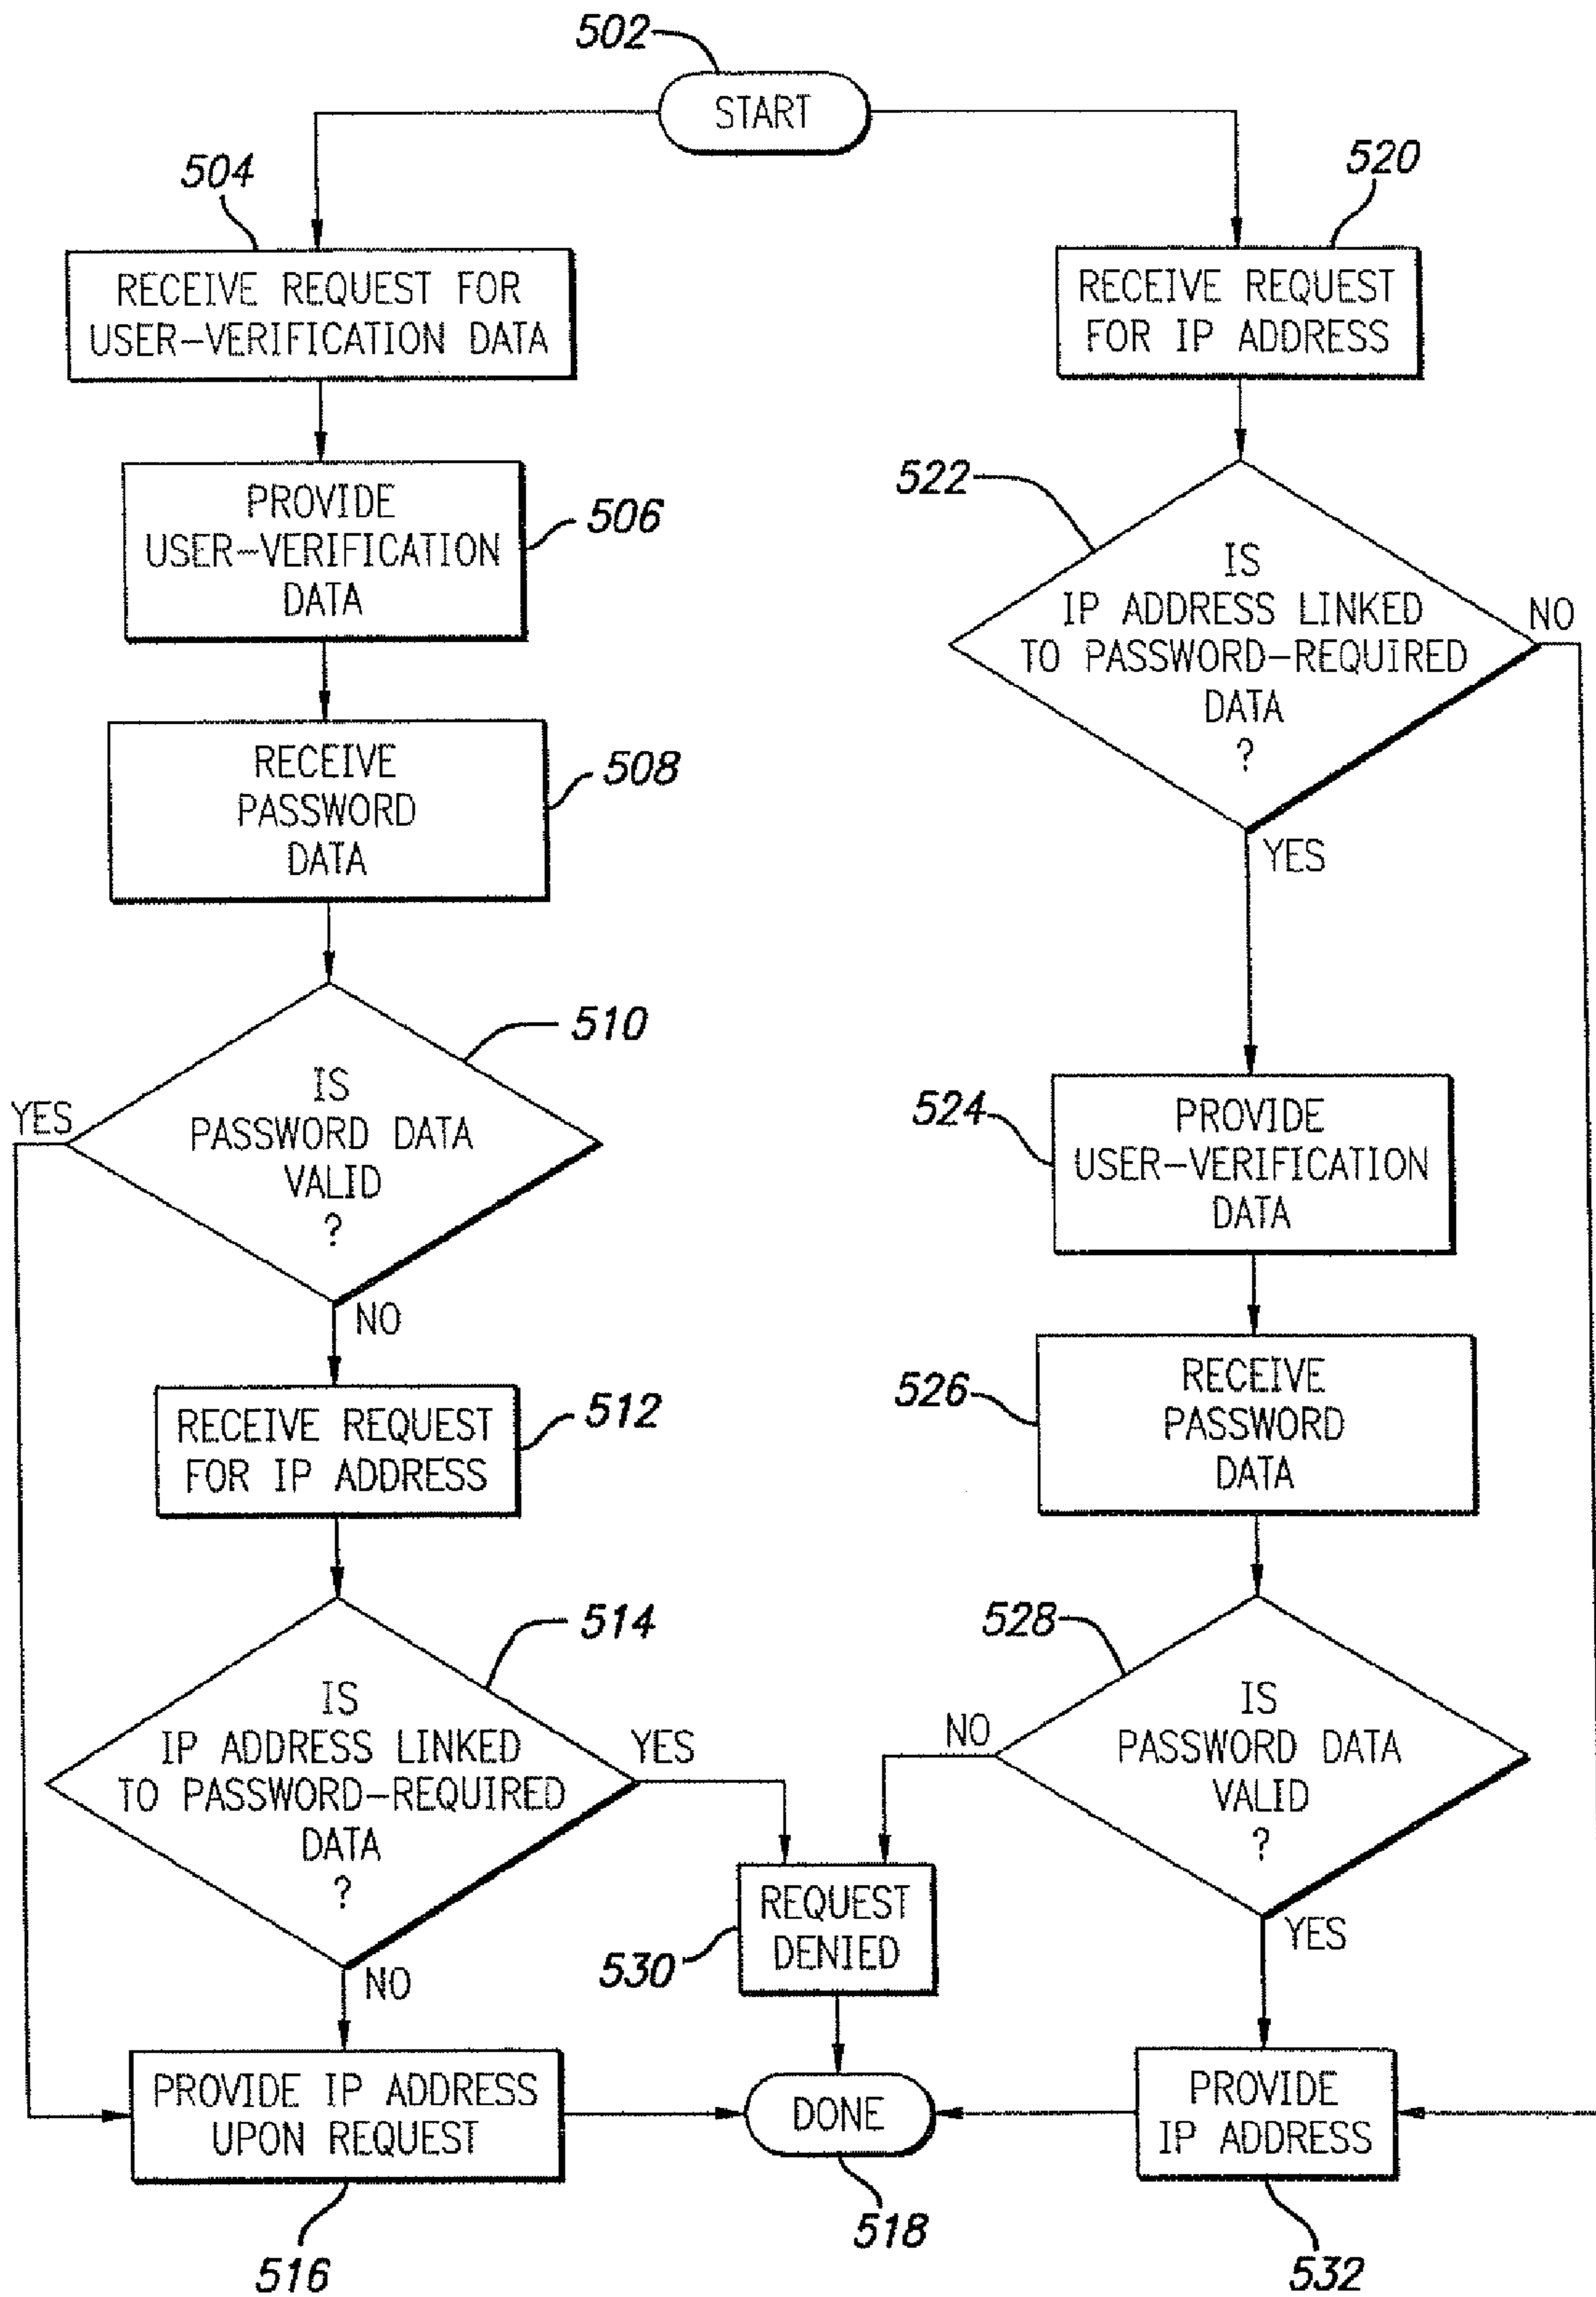 502
START
504
RECEIVE REQUEST FOR
USER-VERIFICATION DATA
PROVIDE
USER-VERIFICATION
DATA
506
RECEIVE
PASSWORD
DATA
508
510
IS
PASSWORD DATA
VALID
?
YES
NO
RECEIVE REQUEST
FOR IP ADDRESS
512
514
IS
IP ADDRESS LINKED
TO PASSWORD-REQUIRED
DATA
?
YES
NO
PROVIDE IP ADDRESS
UPON REQUEST
516
520
RECEIVE REQUEST
FOR IP ADDRESS
522
IS
IP ADDRESS LINKED
TO PASSWORD-REQUIRED
DATA
?
NO
YES
524
PROVIDE
USER-VERIFICATION
DATA
526
RECEIVE
PASSWORD
DATA
528
IS
PASSWORD DATA
VALID
?
NO
YES
REQUEST
DENIED
530
DONE
518
PROVIDE
IP ADDRESS
532